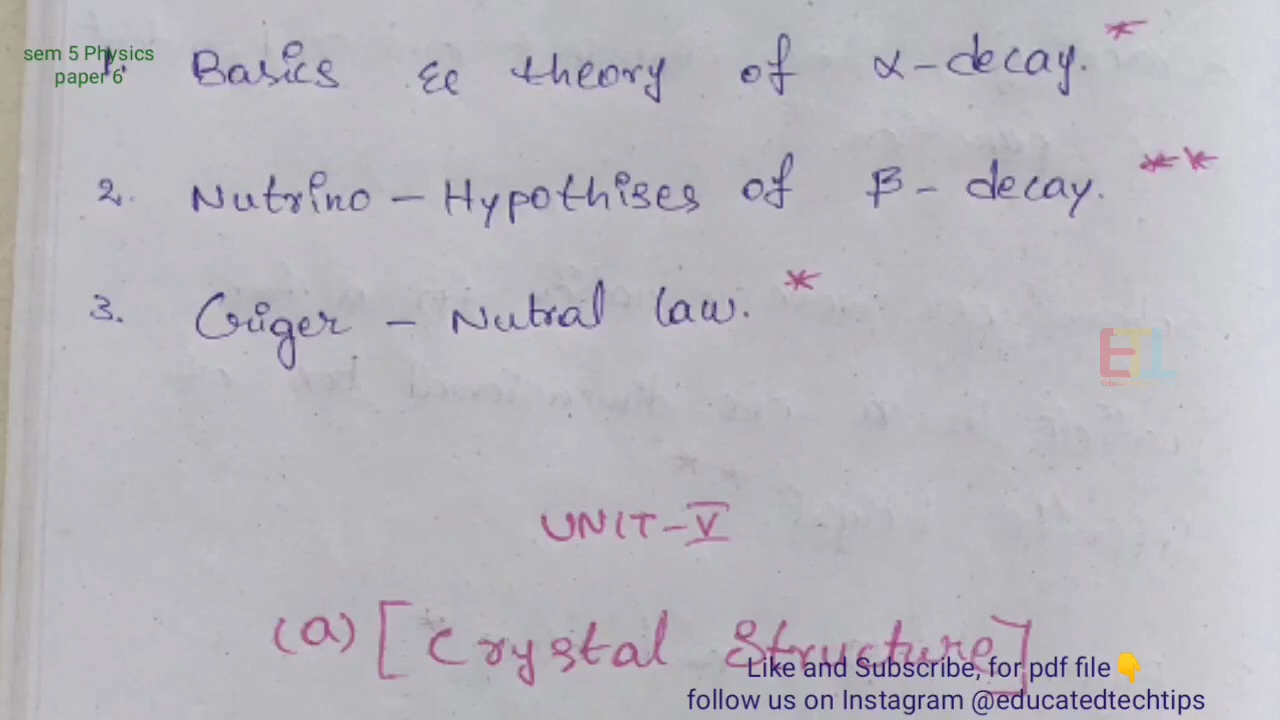 sem 5 Physics
paper 6
1. Basics & theory of α-decay. *
2. Nutrino - Hypothises of β- decay. **
3. Griger - Nutral law. *
ETL
UNIT-V
(a) [Crystal Structure]
Like and Subscribe, for pdf file👇
follow us on Instagram @educatedtechtips